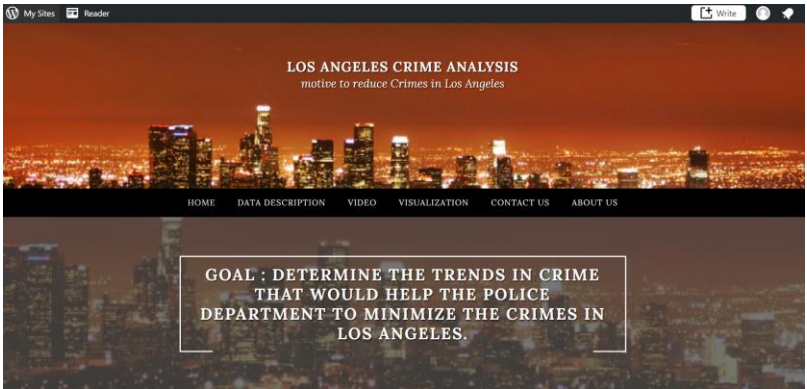 My Sites Reader Write
LOS ANGELES CRIME ANALYSIS
motive to reduce Crimes in Los Angeles
HOME DATA DESCRIPTION VIDEO VISUALIZATION CONTACT US ABOUT US
GOAL : DETERMINE THE TRENDS IN CRIME
THAT WOULD HELP THE POLICE
DEPARTMENT TO MINIMIZE THE CRIMES IN
LOS ANGELES.